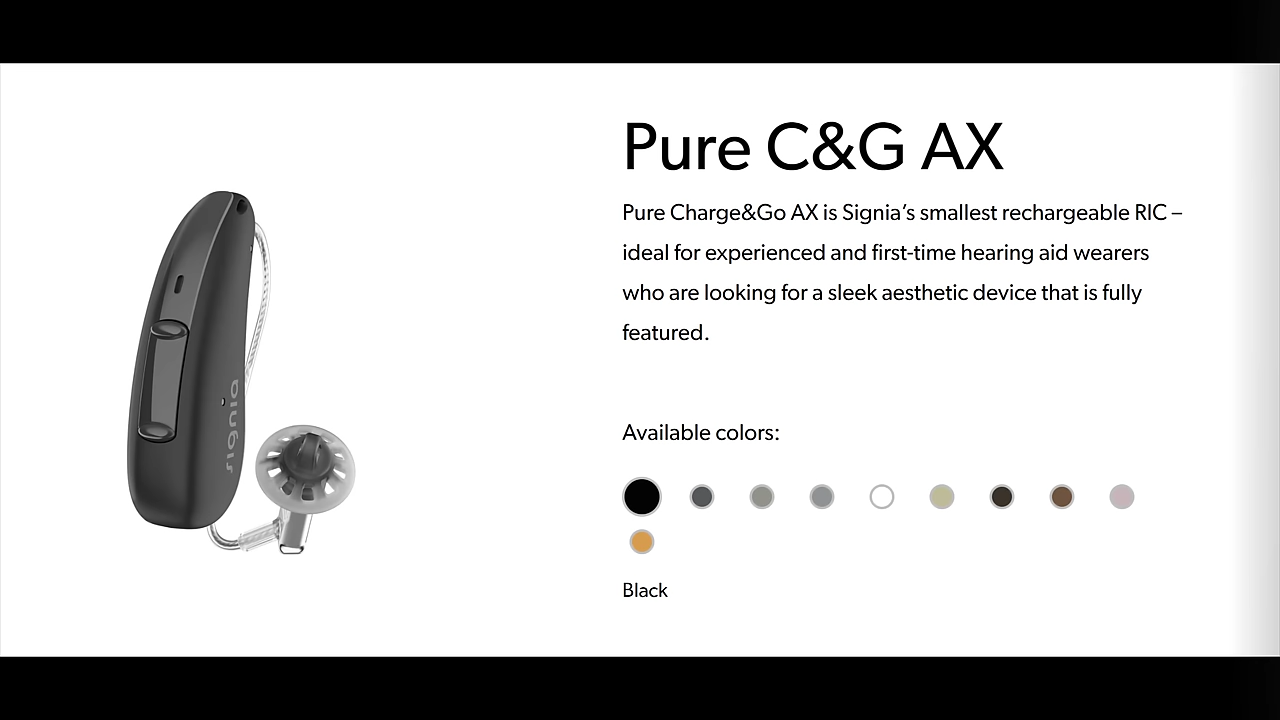 Pure C&G AX
Pure Charge&Go AX is Signia’s smallest rechargeable RIC –
ideal for experienced and first-time hearing aid wearers
who are looking for a sleek aesthetic device that is fully
featured.
signia
Available colors:
Black